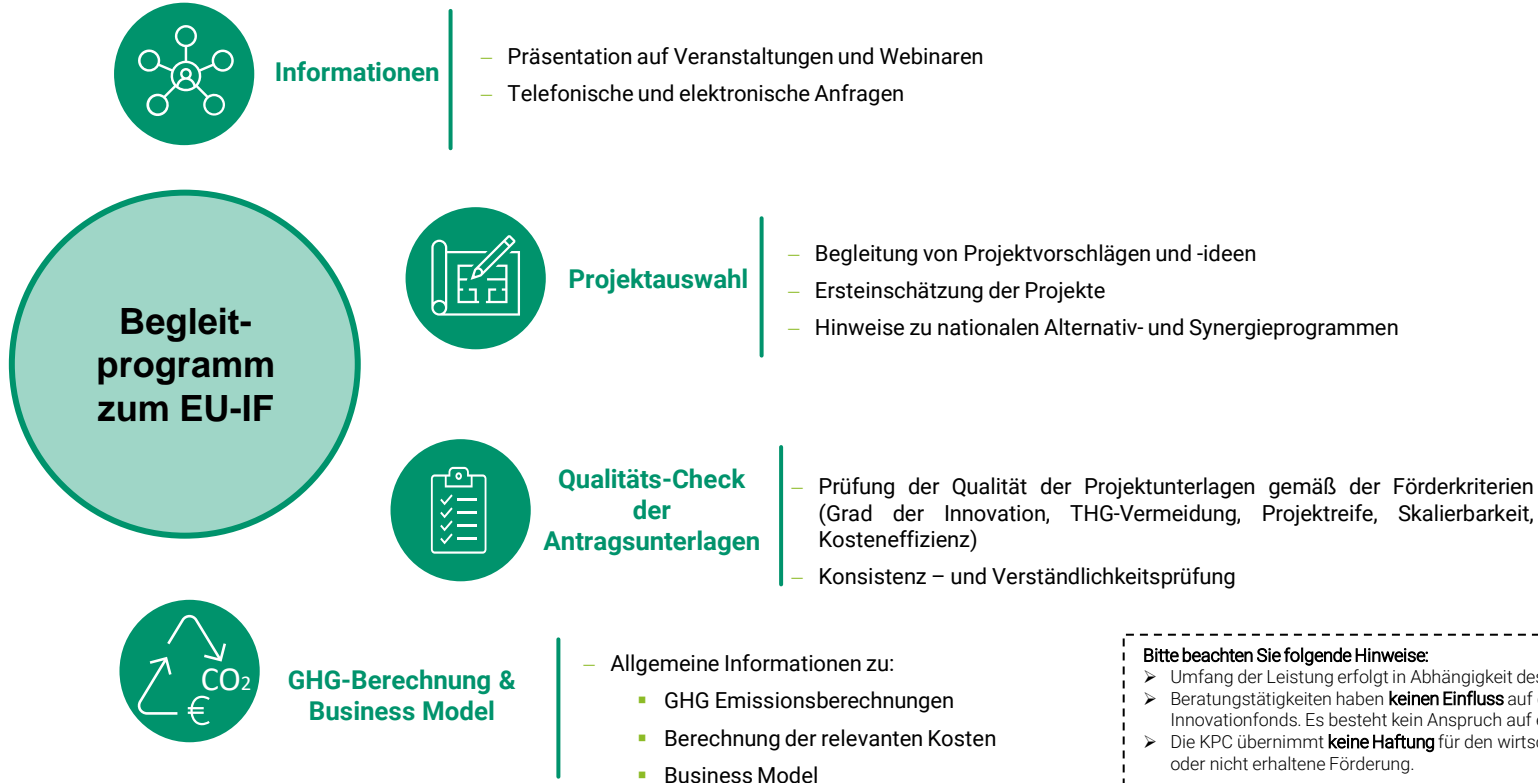 Informationen
– Präsentation auf Veranstaltungen und Webinaren
– Telefonische und elektronische Anfragen
Begleit-
programm
zum EU-IF
Projektauswahl
– Begleitung von Projektvorschlägen und -ideen
– Ersteinschätzung der Projekte
– Hinweise zu nationalen Alternativ- und Synergieprogrammen
Qualitäts-Check
der
Antragsunterlagen
– Prüfung der Qualität der Projektunterlagen gemäß der Förderkriterien
(Grad der Innovation, THG-Vermeidung, Projektreife, Skalierbarkeit,
Kosteneffizienz)
– Konsistenz – und Verständlichkeitsprüfung
CO2
€
GHG-Berechnung &
Business Model
– Allgemeine Informationen zu:
▪ GHG Emissionsberechnungen
▪ Berechnung der relevanten Kosten
▪ Business Model
Bitte beachten Sie folgende Hinweise:
➢ Umfang der Leistung erfolgt in Abhängigkeit des
➢ Beratungstätigkeiten haben keinen Einfluss auf
Innovationfonds. Es besteht kein Anspruch auf
➢ Die KPC übernimmt keine Haftung für den
oder nicht erhaltene Förderung.